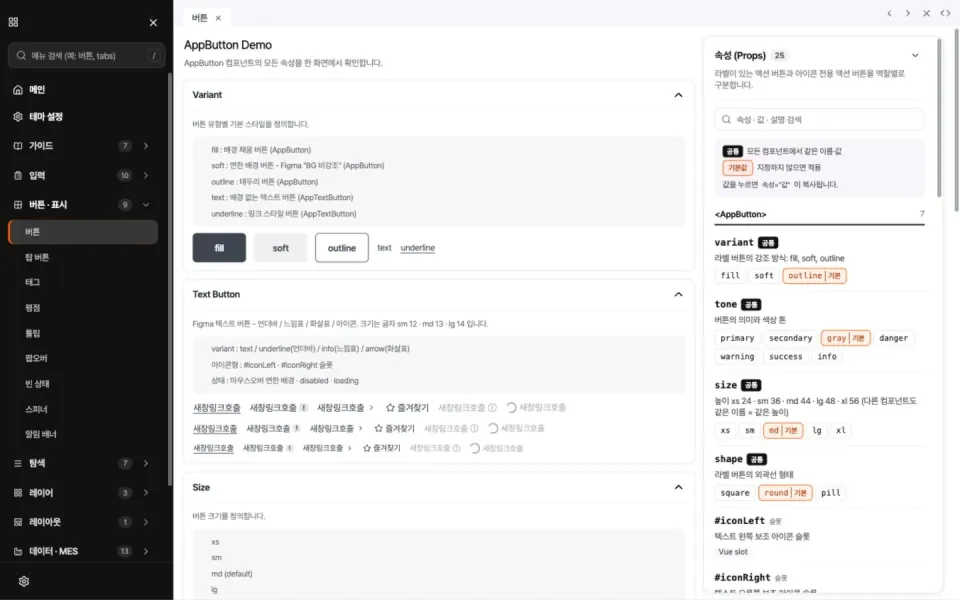 메뉴 검색 (예: 버튼, tabs)
/
메인
테마 설정
가이드 7
입력 10
버튼 · 표시 9
버튼
탑 버튼
태그
평점
툴팁
팝오버
빈 상태
스피너
알림 배너
탐색 7
레이어 3
레이아웃 1
데이터 · MES 13
버튼
AppButton Demo
AppButton 컴포넌트의 모든 속성을 한 화면에서 확인합니다.
Variant
버튼 유형별 기본 스타일을 정의합니다.
fill : 배경 채움 버튼 (AppButton)
soft : 연한 배경 버튼 - Figma "BG 비강조" (AppButton)
outline : 테두리 버튼 (AppButton)
text : 배경 없는 텍스트 버튼 (AppTextButton)
underline : 링크 스타일 버튼 (AppTextButton)
fill soft outline text underline
Text Button
Figma 텍스트 버튼 - 언더바 / 느낌표 / 화살표 / 아이콘. 크기는 글자 sm 12 · md 13 · lg 14 입니다.
variant : text / underline(언더바) / info(느낌표) / arrow(화살표)
아이콘형 : #iconLeft · #iconRight 슬롯
상태 : 마우스오버 연한 배경 · disabled · loading
새창링크호출 새창링크호출 새창링크호출 즐겨찾기 새창링크호출 새창링크호출
새창링크호출 새창링크호출 새창링크호출 즐겨찾기 새창링크호출 새창링크호출
새창링크호출 새창링크호출 새창링크호출 즐겨찾기 새창링크호출 새창링크호출
Size
버튼 크기를 정의합니다.
xs
sm
md (default)
lg
속성 (Props) 25
라벨이 있는 액션 버튼과 아이콘 전용 액션 버튼을 역할별로
구분합니다.
속성 · 값 · 설명 검색
공통 모든 컴포넌트에서 같은 이름·값
기본값 지정하지 않으면 적용
값을 누르면 속성="값" 이 복사됩니다.
<AppButton> 7
variant 공통
라벨 버튼의 강조 방식: fill, soft, outline
fill soft outline 기본
tone 공통
버튼의 의미와 색상 톤
primary secondary gray 기본 danger
warning success info
size 공통
높이 xs 24 · sm 36 · md 44 · lg 48 · xl 56 (다른 컴포넌트도
같은 이름 = 같은 높이)
xs sm md 기본 lg xl
shape 공통
라벨 버튼의 외곽선 형태
square round 기본 pill
#iconLeft 슬롯
텍스트 왼쪽 보조 아이콘 슬롯
Vue slot
#iconRight 슬롯
텍스트 오른쪽 보조 아이콘 슬롯